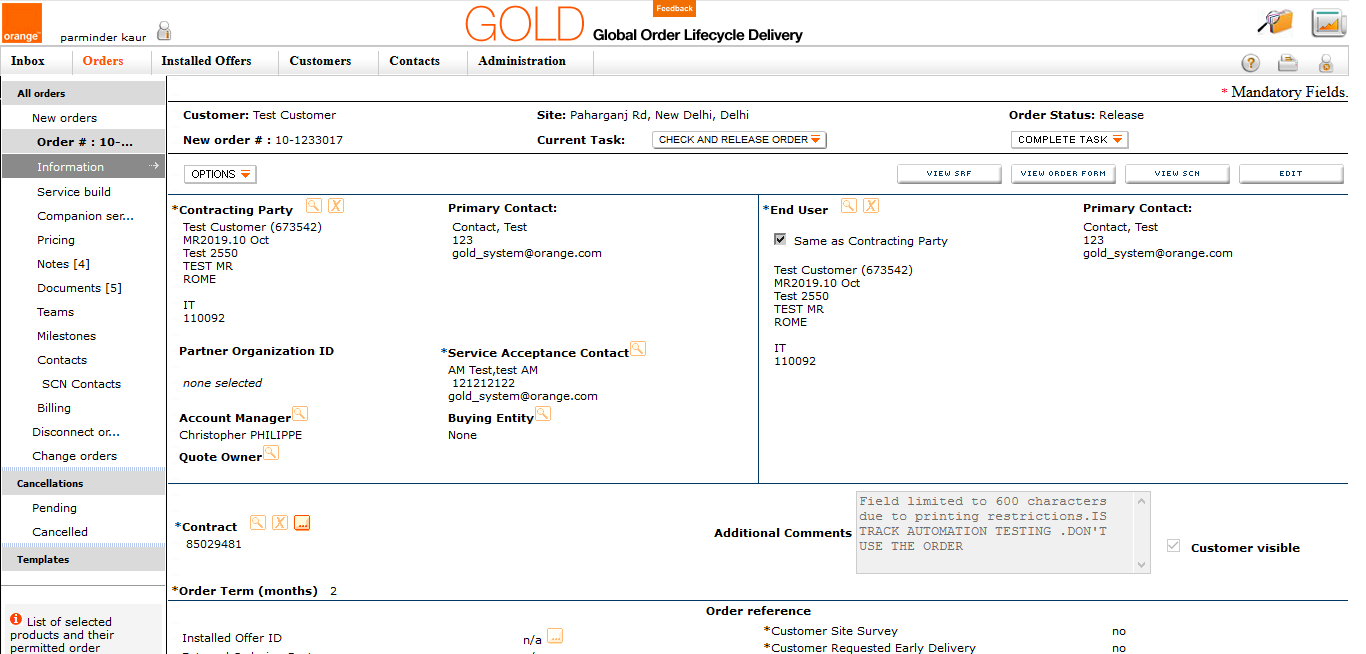 Feedback
orange™
parminder kaur
GOLD Global Order Lifecycle Delivery
Inbox Orders Installed Offers Customers Contacts Administration
All orders
New orders
Order # : 10-...
Information
Service build
Companion ser...
Pricing
Notes [4]
Documents [5]
Teams
Milestones
Contacts
SCN Contacts
Billing
Disconnect or...
Change orders
Cancellations
Pending
Cancelled
Templates
List of selected
products and their
permitted order
* Mandatory Fields.
Customer: Test Customer Site: Paharganj Rd, New Delhi, Delhi Order Status: Release
New order # : 10-1233017 Current Task: CHECK AND RELEASE ORDER COMPLETE TASK
OPTIONS VIEW SRF VIEW ORDER FORM VIEW SCN EDIT
*Contracting Party X
Test Customer (673542)
MR2019.10 Oct
Test 2550
TEST MR
ROME
IT
110092
Primary Contact:
Contact, Test
123
gold_system@orange.com
Partner Organization ID
none selected
*Service Acceptance Contact
AM Test,test AM
121212122
gold_system@orange.com
Account Manager
Christopher PHILIPPE
Buying Entity
None
Quote Owner
*End User X
Same as Contracting Party
Test Customer (673542)
MR2019.10 Oct
Test 2550
TEST MR
ROME
IT
110092
Primary Contact:
Contact, Test
123
gold_system@orange.com
*Contract X ...
85029481
Additional Comments
Field limited to 600 characters
due to printing restrictions.IS
TRACK AUTOMATION TESTING .DON'T
USE THE ORDER
Customer visible
*Order Term (months) 2
Order reference
Installed Offer ID n/a ...
*Customer Site Survey no
*Customer Requested Early Delivery no